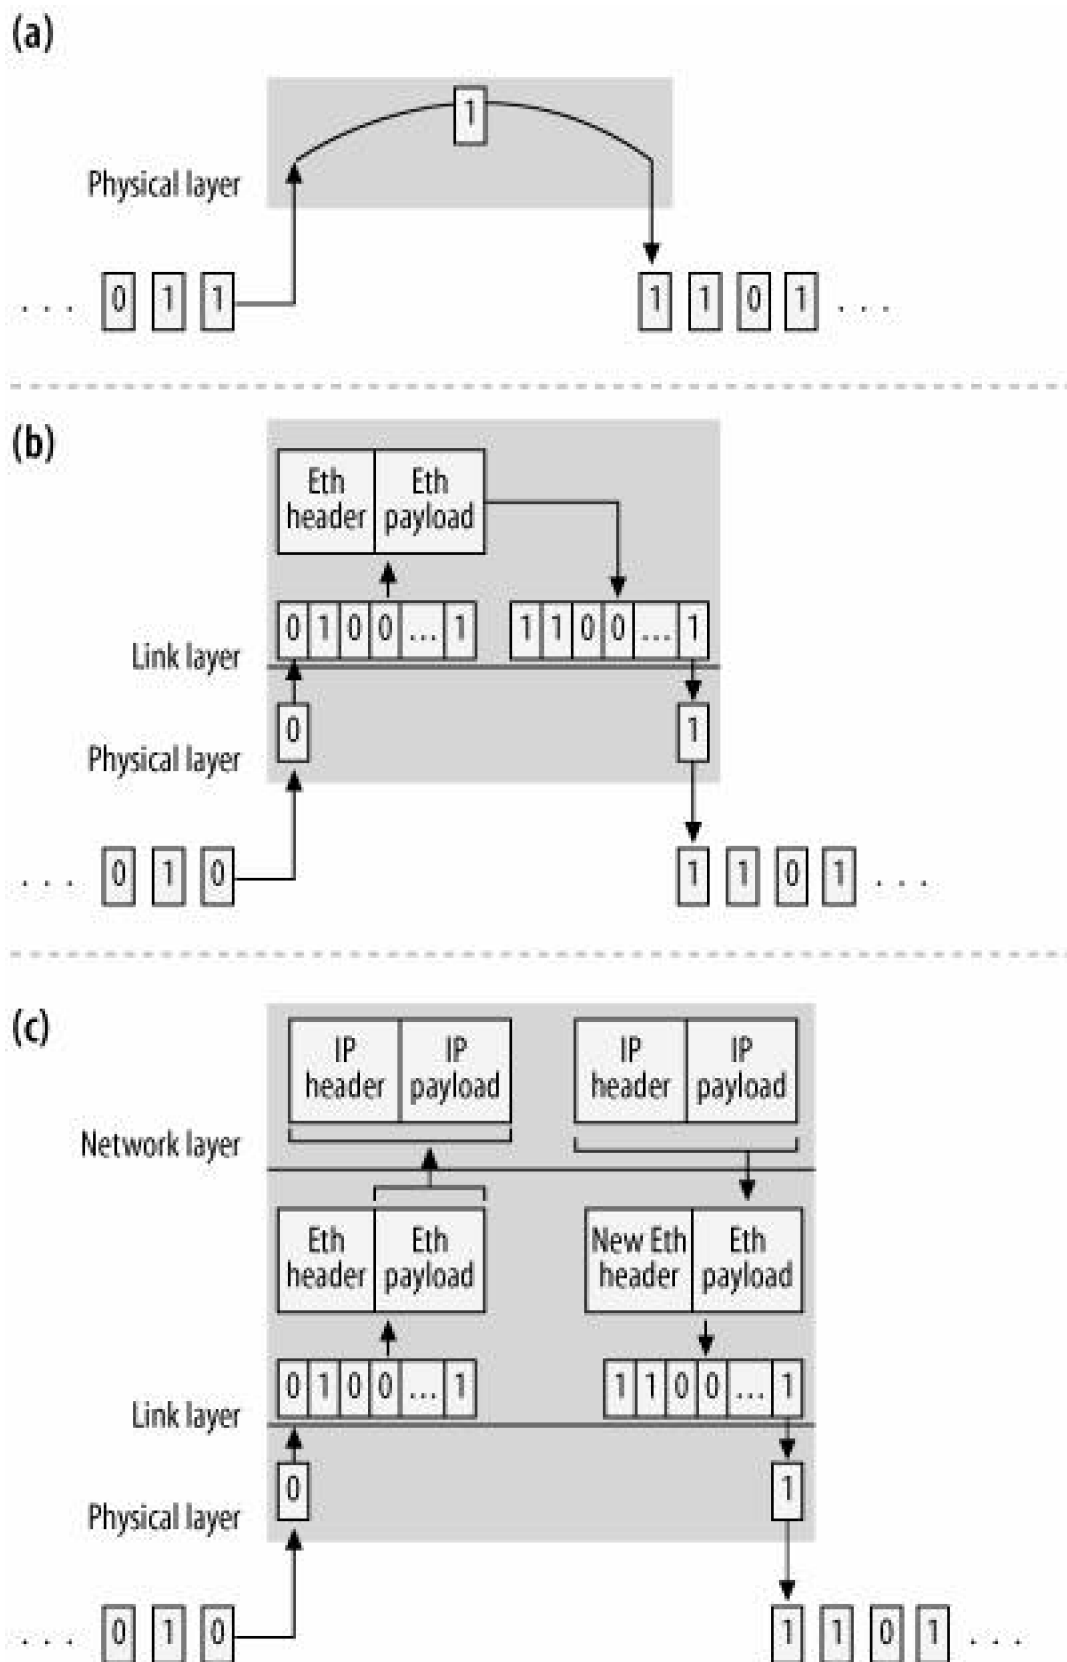 (a)
1
Physical layer
. . . 0 1 1
1 1 0 1 . . .
(b)
Eth header
Eth payload
0 1 0 0 ... 1
1 1 0 0 ... 1
Link layer
0
1
Physical layer
. . . 0 1 0
1 1 0 1 . . .
(c)
IP header
IP payload
IP header
IP payload
Network layer
Eth header
Eth payload
New Eth header
Eth payload
0 1 0 0 ... 1
1 1 0 0 ... 1
Link layer
0
1
Physical layer
. . . 0 1 0
1 1 0 1 . . .